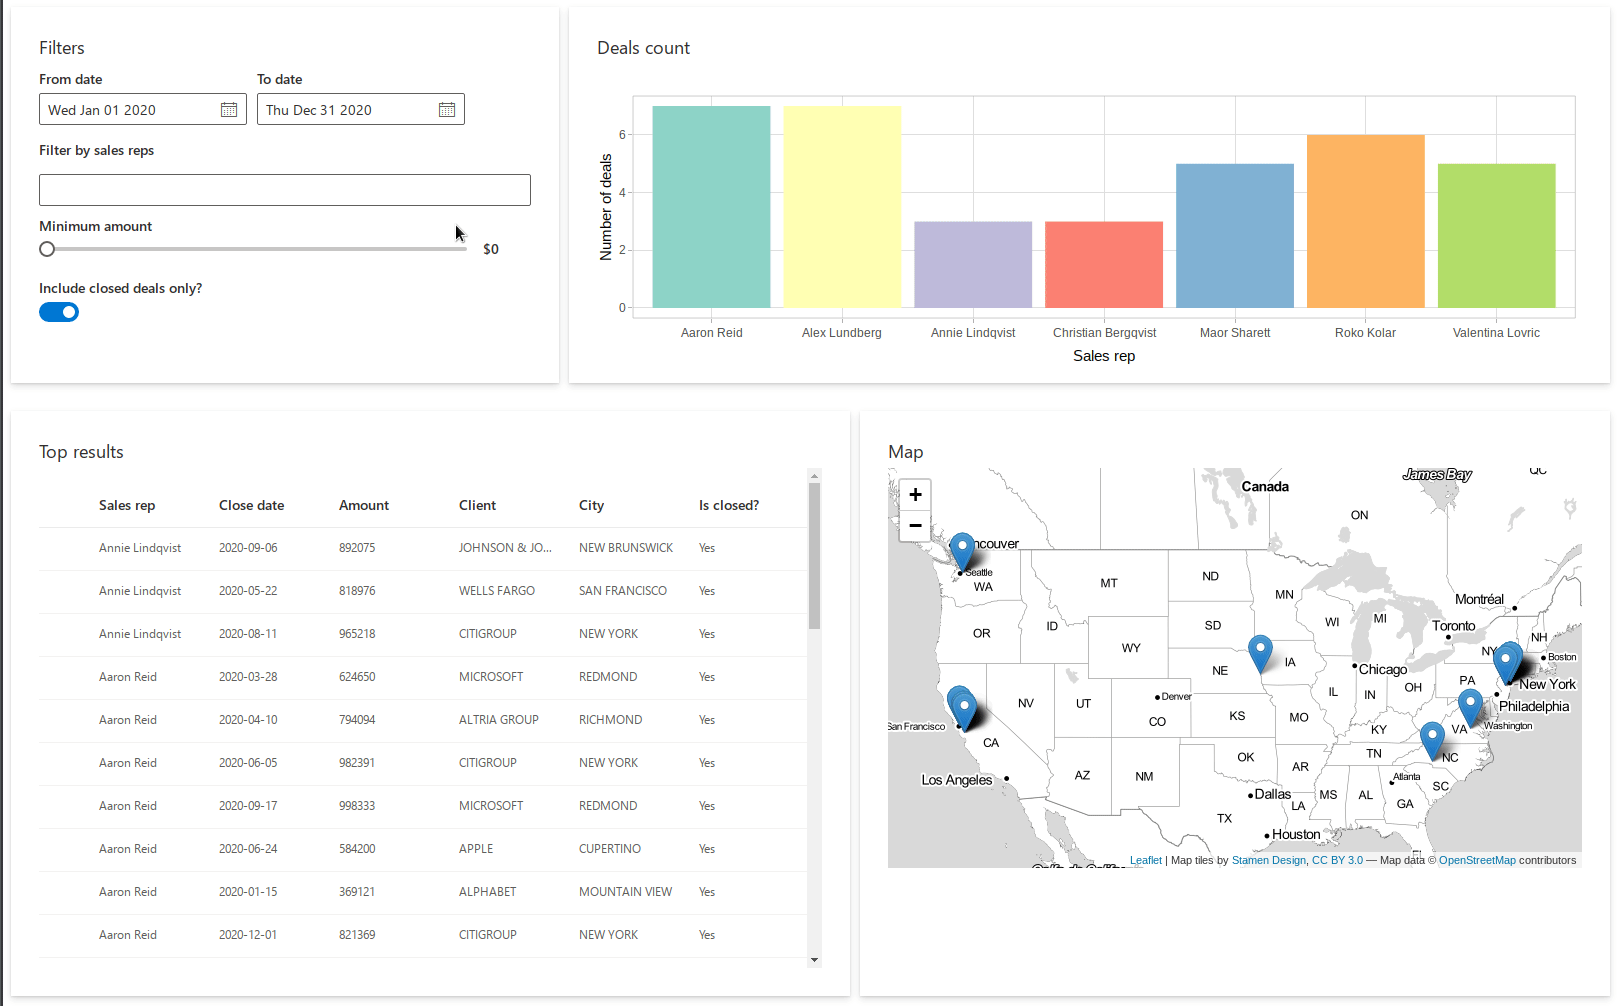 Filters
From date
To date
Wed Jan 01 2020
Thu Dec 31 2020
Filter by sales reps
Minimum amount
$0
Include closed deals only?
Deals count
Number of deals
6
4
2
0
Aaron Reid
Alex Lundberg
Annie Lindqvist
Christian Bergqvist
Maor Sharett
Roko Kolar
Valentina Lovric
Sales rep
Top results
Sales rep Close date Amount Client City Is closed?
Annie Lindqvist 2020-09-06 892075 JOHNSON & JO... NEW BRUNSWICK Yes
Annie Lindqvist 2020-05-22 818976 WELLS FARGO SAN FRANCISCO Yes
Annie Lindqvist 2020-08-11 965218 CITIGROUP NEW YORK Yes
Aaron Reid 2020-03-28 624650 MICROSOFT REDMOND Yes
Aaron Reid 2020-04-10 794094 ALTRIA GROUP RICHMOND Yes
Aaron Reid 2020-06-05 982391 CITIGROUP NEW YORK Yes
Aaron Reid 2020-09-17 998333 MICROSOFT REDMOND Yes
Aaron Reid 2020-06-24 584200 APPLE CUPERTINO Yes
Aaron Reid 2020-01-15 369121 ALPHABET MOUNTAIN VIEW Yes
Aaron Reid 2020-12-01 821369 CITIGROUP NEW YORK Yes
Map
+
−
Canada
James Bay
QC
ON
ncouver
Seattle
WA
MT
ND
MN
Montréal
OR
ID
SD
WI
MI
Toronto
NH
WY
NE
IA
Chicago
NY
Boston
NV
UT
Denver
CO
KS
MO
IL
IN
OH
PA
New York
Philadelphia
San Francisco
CA
KY
VA
Washington
Los Angeles
AZ
NM
OK
AR
TN
NC
Atlanta
SC
Dallas
LA
MS
AL
GA
TX
Houston
Leaflet | Map tiles by Stamen Design, CC BY 3.0 — Map data © OpenStreetMap contributors